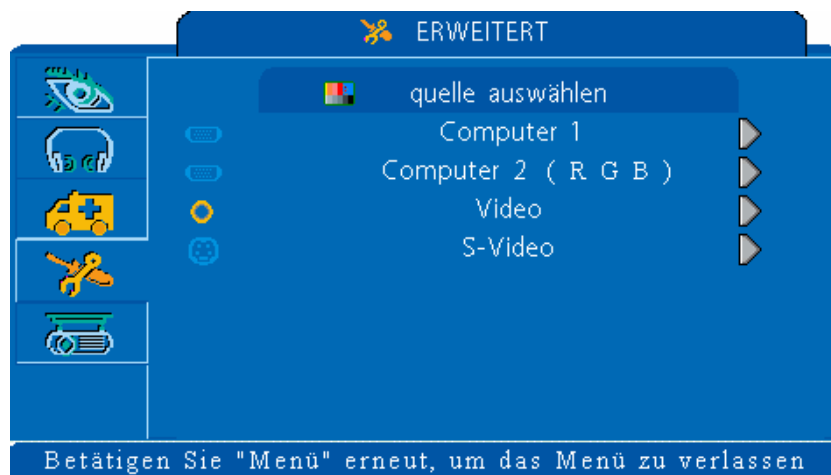 ERWEITERT
quelle auswählen
Computer 1
Computer 2 ( R G B )
Video
S-Video
Betätigen Sie "Menü" erneut, um das Menü zu verlassen